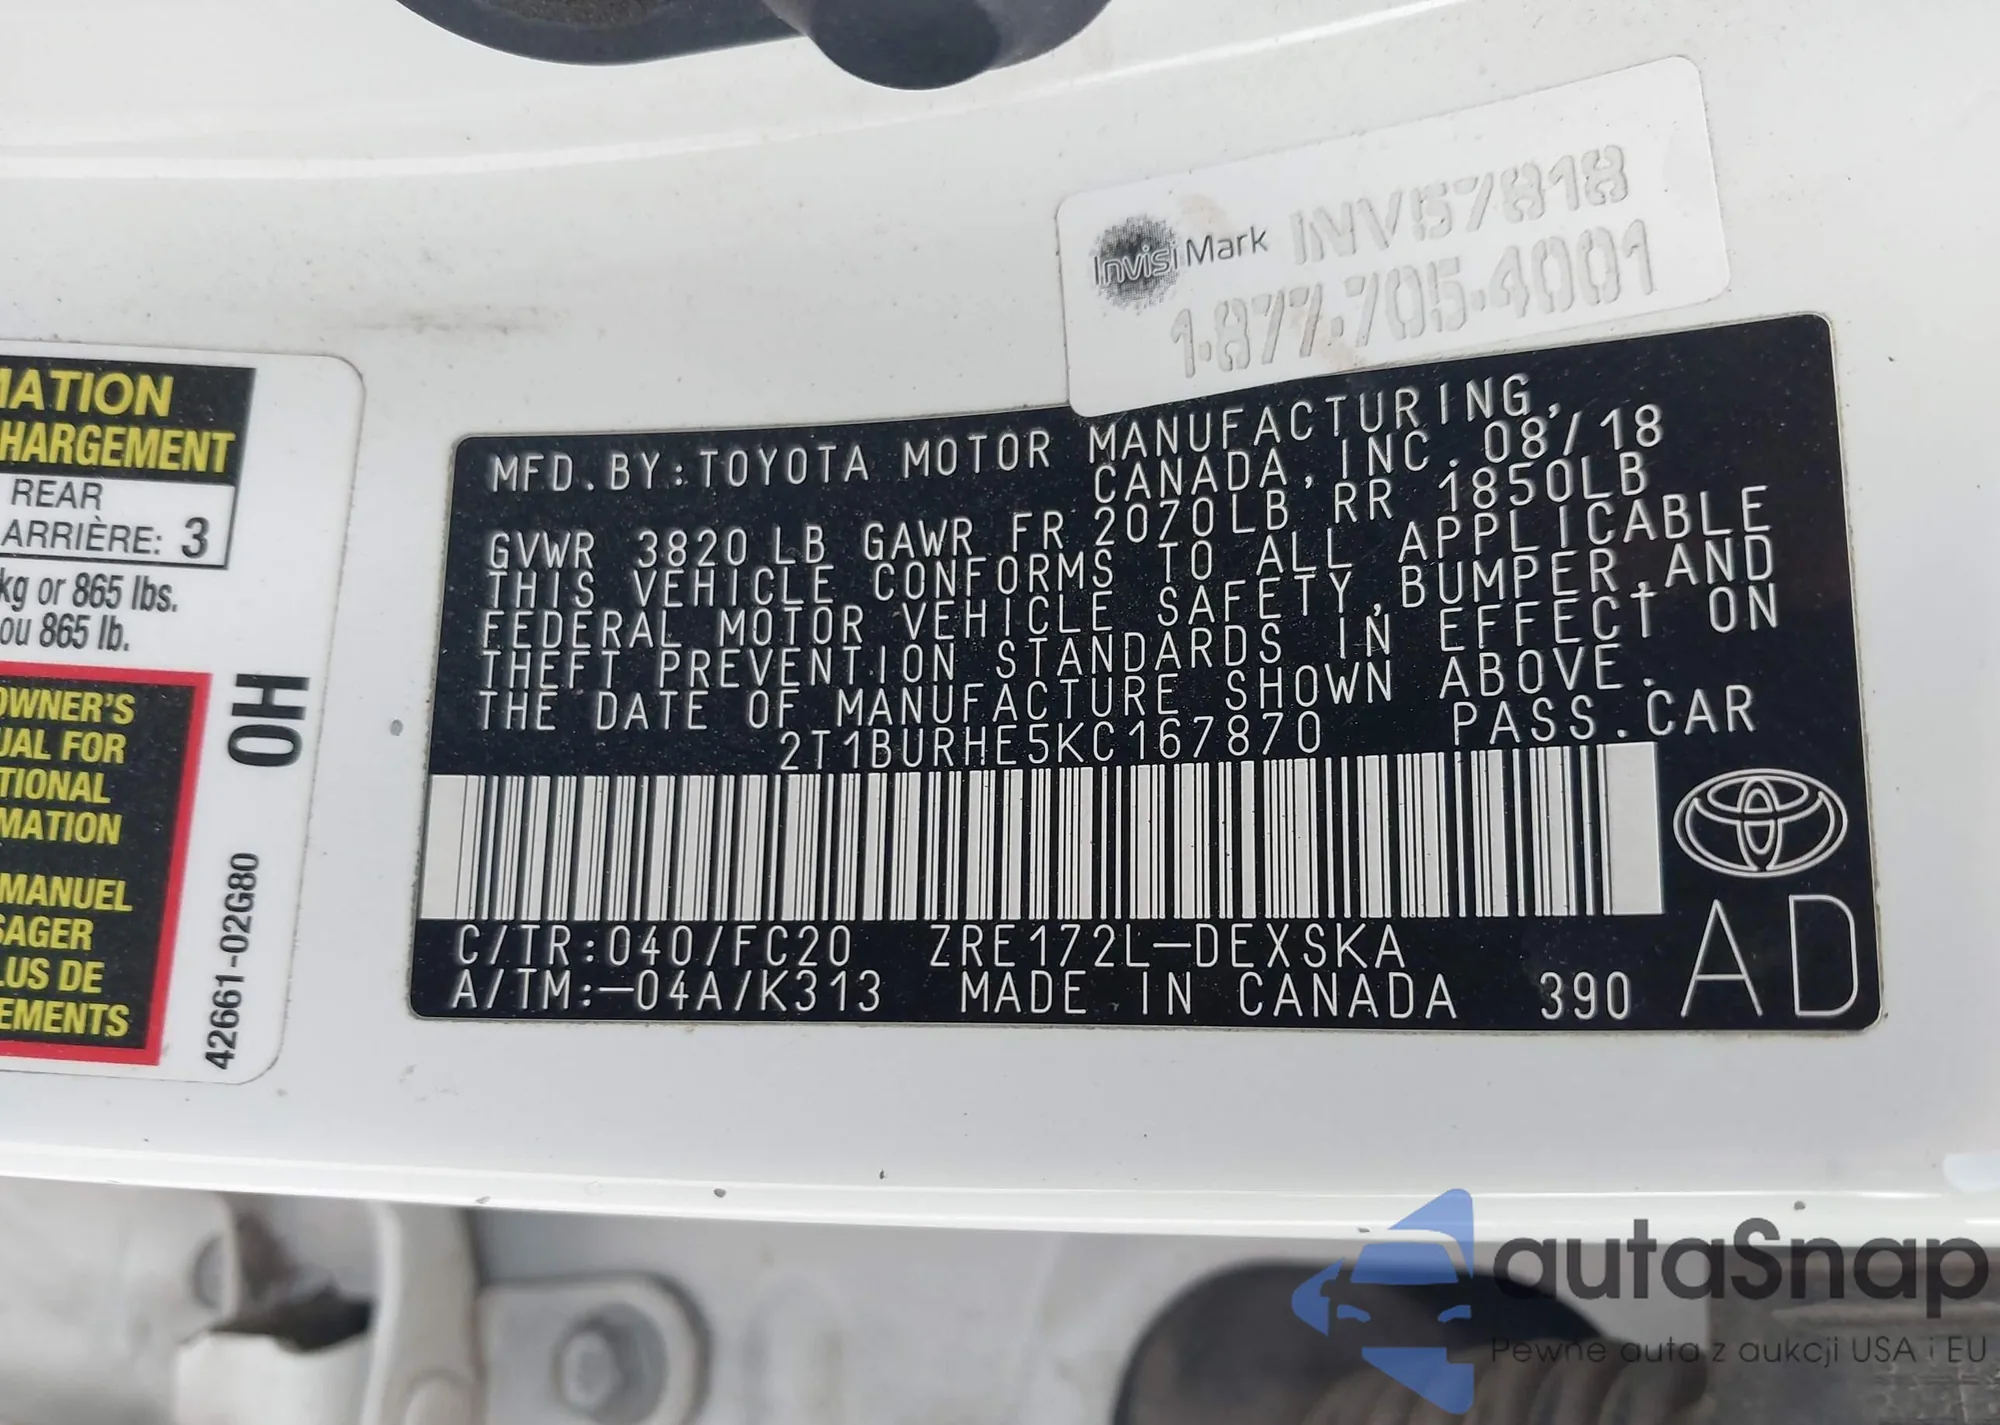 InvisiMark INV57818
1-877-705-4001
MATION
HARGEMENT
REAR
ARRIÈRE: 3
kg or 865 lbs.
ou 865 lb.
OWNER'S
UAL FOR
TIONAL
MATION
MANUEL
SAGER
LUS DE
EMENTS
OH
42661-02G80
MFD. BY: TOYOTA MOTOR MANUFACTURING,
CANADA, INC. 08/18
GVWR 3820LB GAWR FR 2070LB RR 1850LB
THIS VEHICLE CONFORMS TO ALL APPLICABLE
FEDERAL MOTOR VEHICLE SAFETY, BUMPER, AND
THEFT PREVENTION STANDARDS IN EFFECT ON
THE DATE OF MANUFACTURE SHOWN ABOVE.
2T1BURHE5KC167870 PASS.CAR
C/TR:040/FC20 ZRE172L-DEXSKA
A/TM:-04A/K313 MADE IN CANADA 390
AD
autaSnap
Pewne auta z aukcji USA i EU